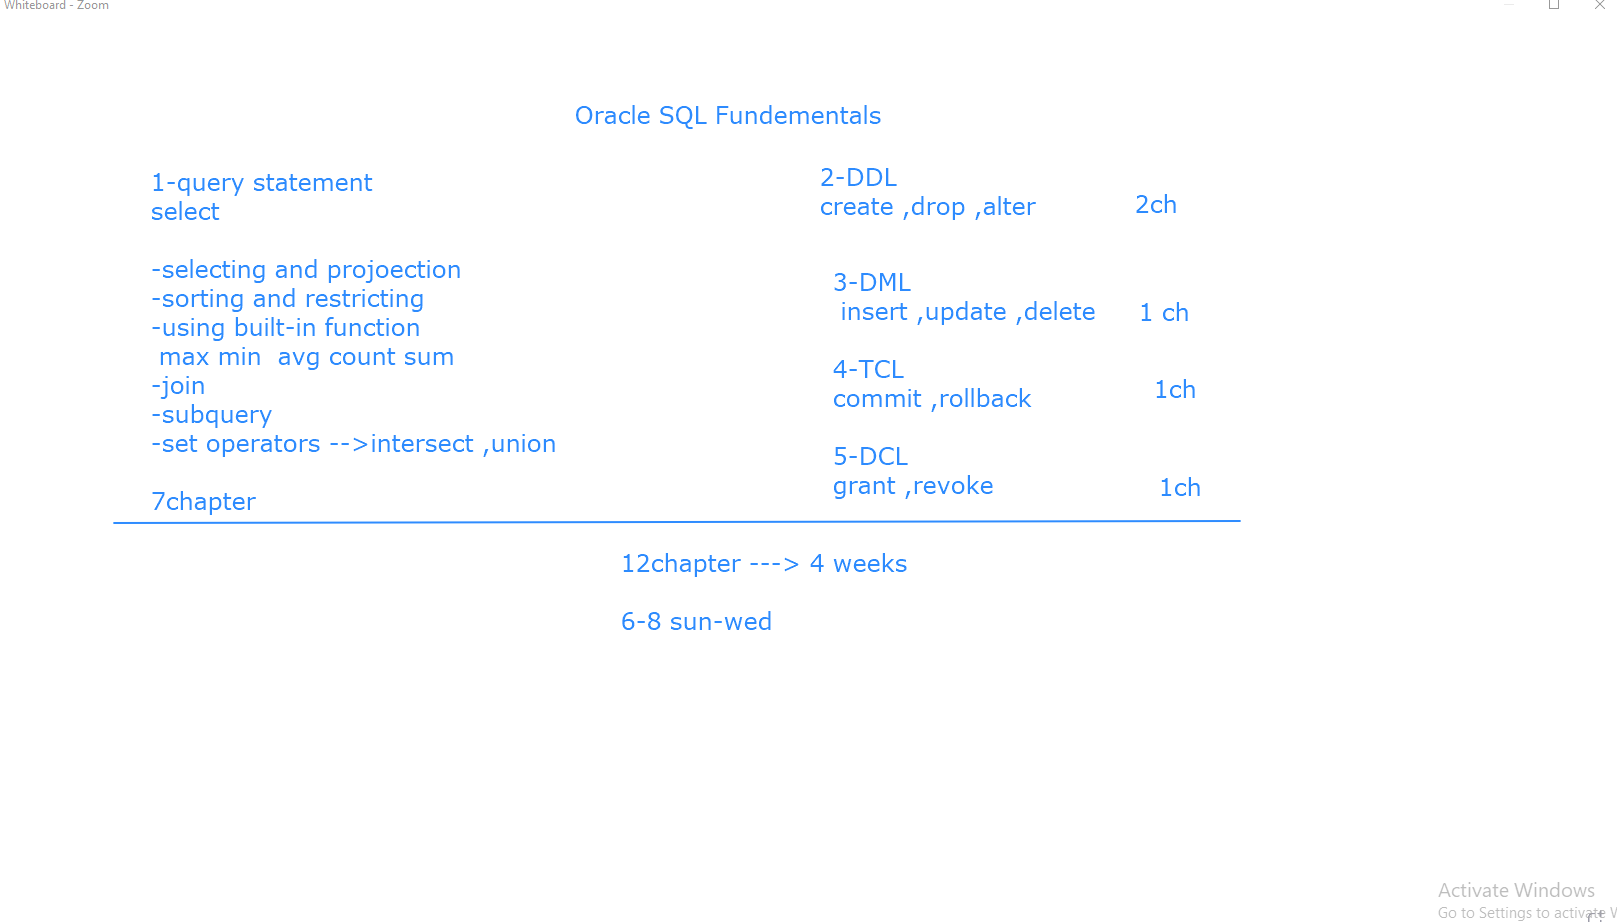 Whiteboard - Zoom
Oracle SQL Fundementals
1-query statement
select
-selecting and projoection
-sorting and restricting
-using built-in function
max min avg count sum
-join
-subquery
-set operators -->intersect ,union
7chapter
2-DDL
create ,drop ,alter 2ch
3-DML
insert ,update ,delete 1 ch
4-TCL
commit ,rollback 1ch
5-DCL
grant ,revoke 1ch
12chapter ---> 4 weeks
6-8 sun-wed
Activate Windows
Go to Settings to activate W